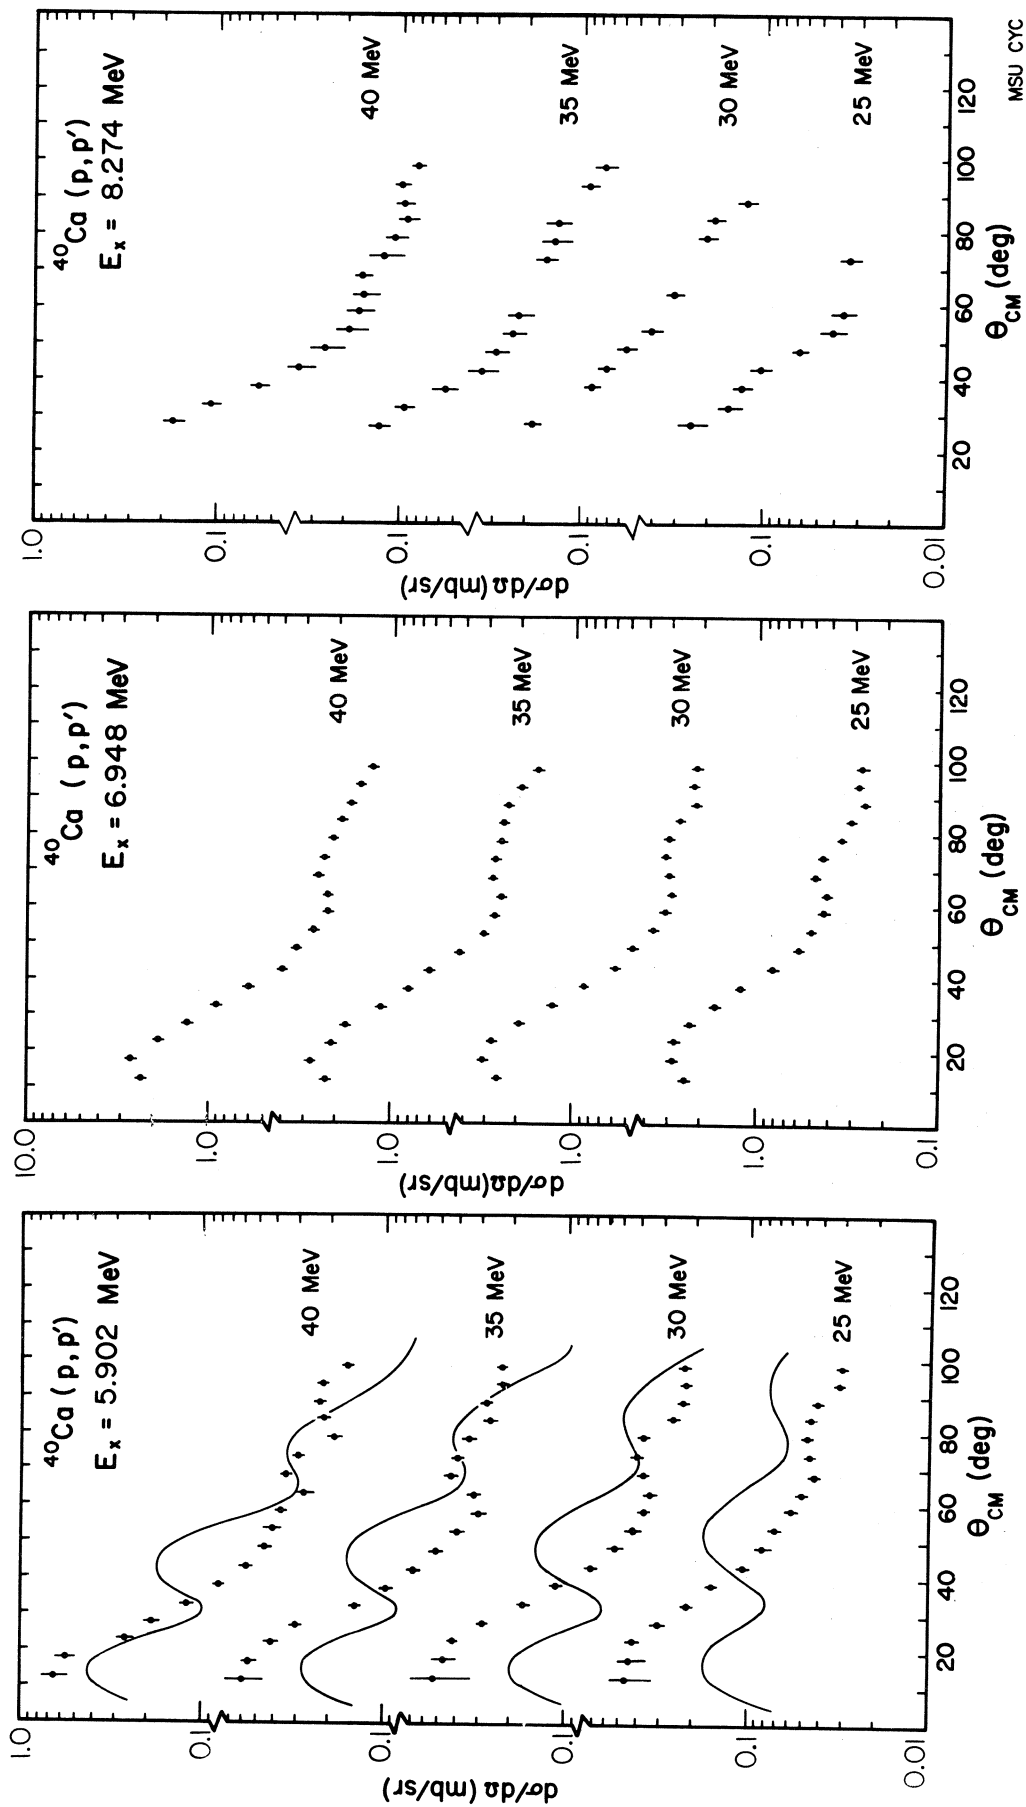 ⁴⁰Ca (p,p′)
Eₓ = 5.902 MeV
dσ/dΩ (mb/sr)
1.0
0.1
0.1
0.1
0.1
0.01
40 MeV
35 MeV
30 MeV
25 MeV
20 40 60 80 100 120
θCM (deg)
⁴⁰Ca (p,p′)
Eₓ = 6.948 MeV
dσ/dΩ (mb/sr)
10.0
1.0
1.0
1.0
1.0
0.1
40 MeV
35 MeV
30 MeV
25 MeV
20 40 60 80 100 120
θCM (deg)
⁴⁰Ca (p,p′)
Eₓ = 8.274 MeV
dσ/dΩ (mb/sr)
1.0
0.1
0.1
0.1
0.1
0.01
40 MeV
35 MeV
30 MeV
25 MeV
20 40 60 80 100 120
θCM (deg)
MSU CYC